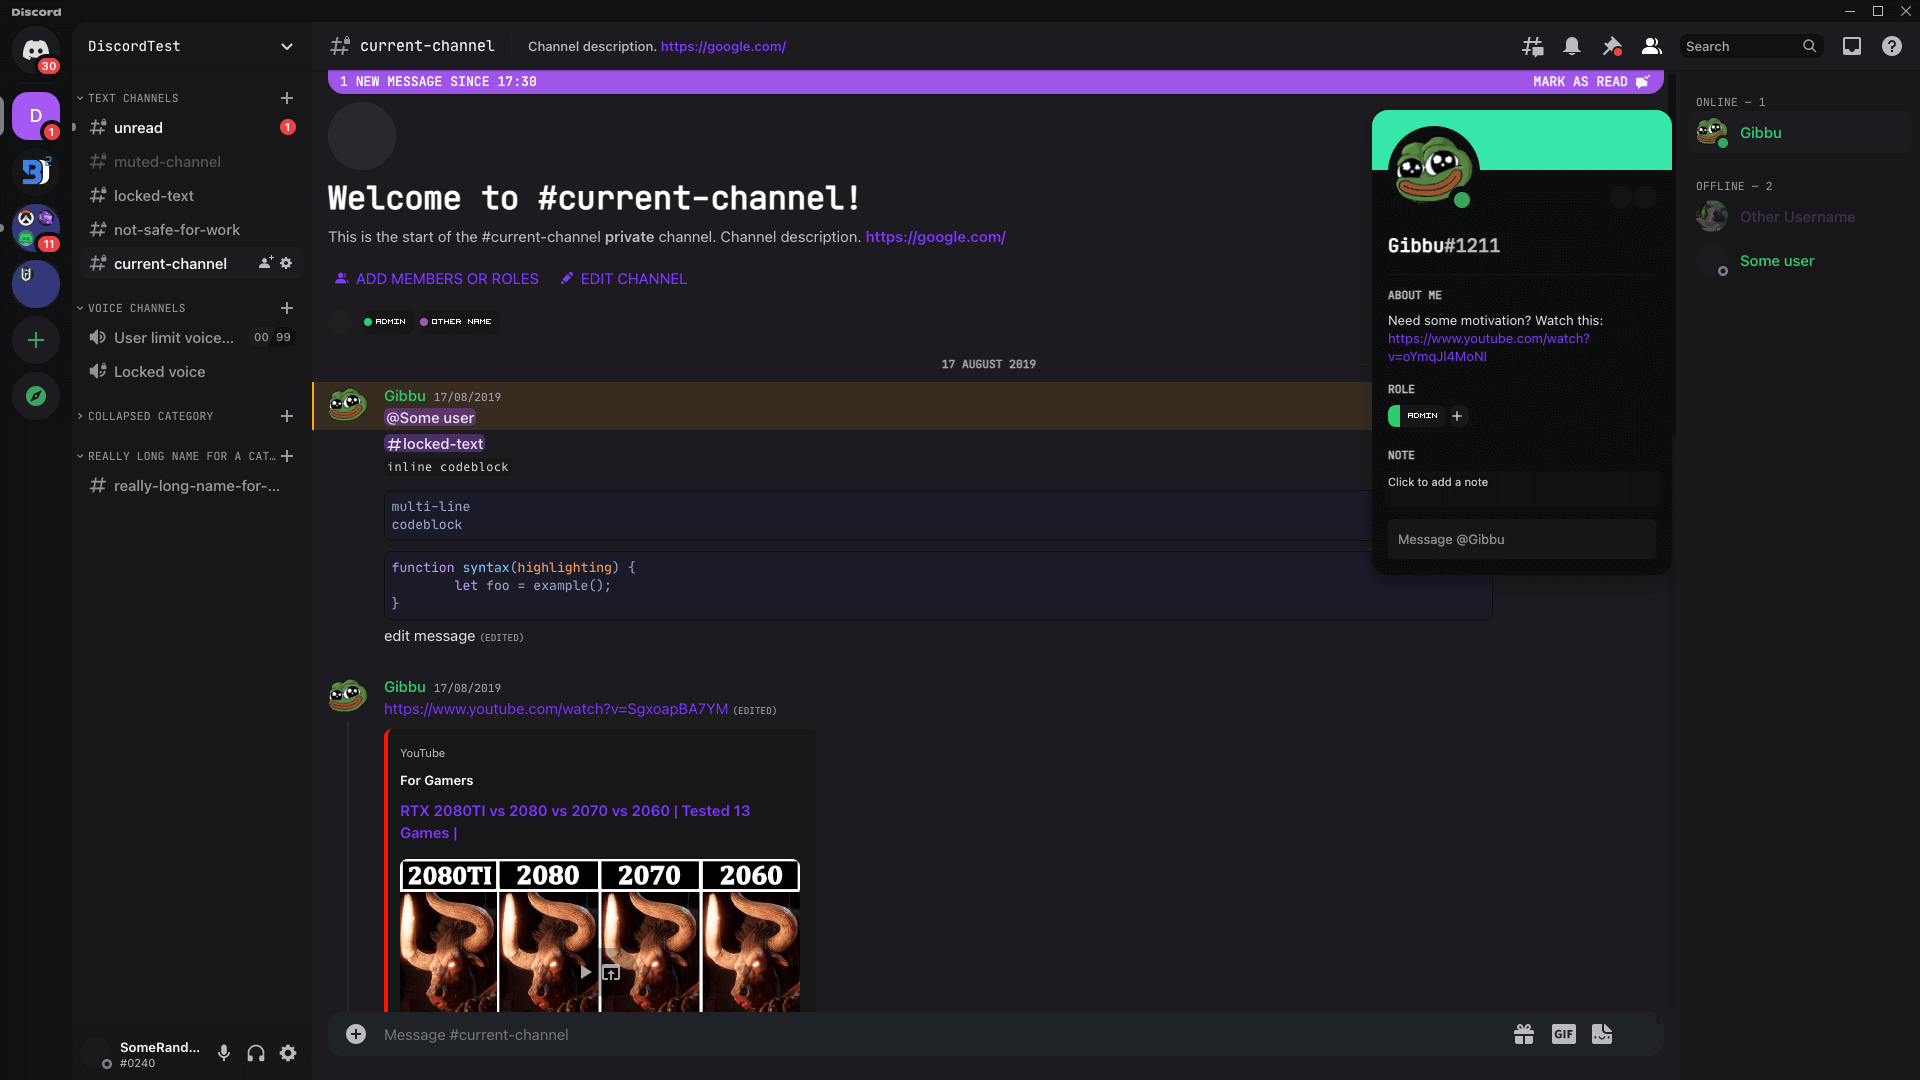 Discord
DiscordTest
current-channel
Channel description. https://google.com/
Search
30
D
1
2
11
TEXT CHANNELS
unread
1
muted-channel
locked-text
not-safe-for-work
current-channel
VOICE CHANNELS
User limit voice...
00 99
Locked voice
COLLAPSED CATEGORY
REALLY LONG NAME FOR A CAT...
really-long-name-for-...
SomeRand...
#0240
1 NEW MESSAGE SINCE 17:30
MARK AS READ
Welcome to #current-channel!
This is the start of the #current-channel private channel. Channel description. https://google.com/
ADD MEMBERS OR ROLES
EDIT CHANNEL
ADMIN
OTHER NAME
17 AUGUST 2019
Gibbu 17/08/2019
@Some user
#locked-text
inline codeblock
multi-line
codeblock
function syntax(highlighting) {
let foo = example();
}
edit message (EDITED)
Gibbu 17/08/2019
https://www.youtube.com/watch?v=SgxoapBA7YM (EDITED)
YouTube
For Gamers
RTX 2080TI vs 2080 vs 2070 vs 2060 | Tested 13
Games |
2080TI 2080 2070 2060
Message #current-channel
GIF
Gibbu#1211
ABOUT ME
Need some motivation? Watch this:
https://www.youtube.com/watch?
v=oYmqJl4MoNI
ROLE
ADMIN
NOTE
Click to add a note
Message @Gibbu
ONLINE — 1
Gibbu
OFFLINE — 2
Other Username
Some user